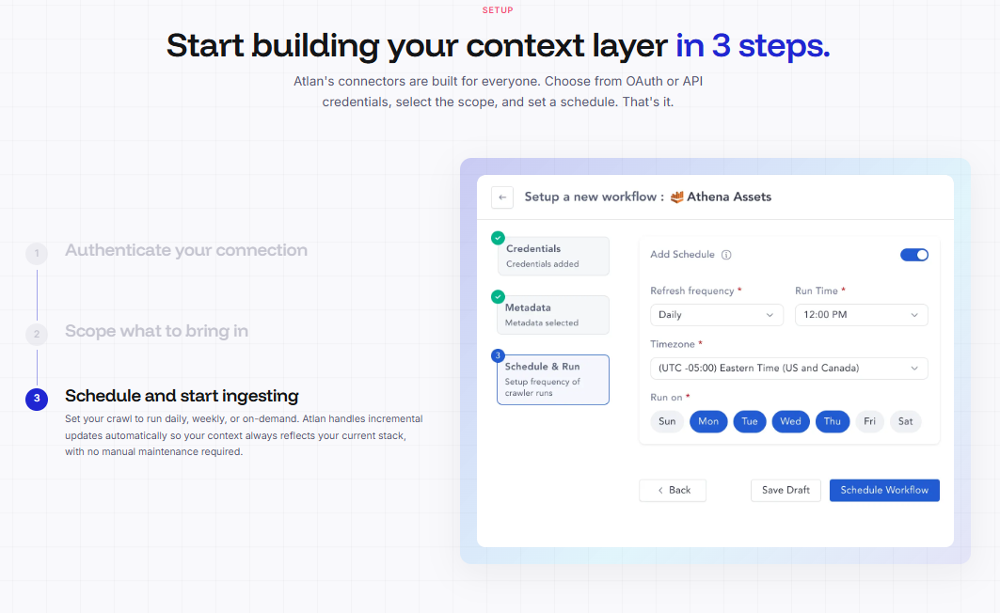 SETUP
Start building your context layer in 3 steps.
Atlan's connectors are built for everyone. Choose from OAuth or API
credentials, select the scope, and set a schedule. That's it.
1 Authenticate your connection
2 Scope what to bring in
3 Schedule and start ingesting
Set your crawl to run daily, weekly, or on-demand. Atlan handles incremental
updates automatically so your context always reflects your current stack,
with no manual maintenance required.
Setup a new workflow : Athena Assets
Credentials
Credentials added
Metadata
Metadata selected
3
Schedule & Run
Setup frequency of
crawler runs
Add Schedule
Refresh frequency * Run Time *
Daily 12:00 PM
Timezone *
(UTC -05:00) Eastern Time (US and Canada)
Run on *
Sun Mon Tue Wed Thu Fri Sat
Back Save Draft Schedule Workflow